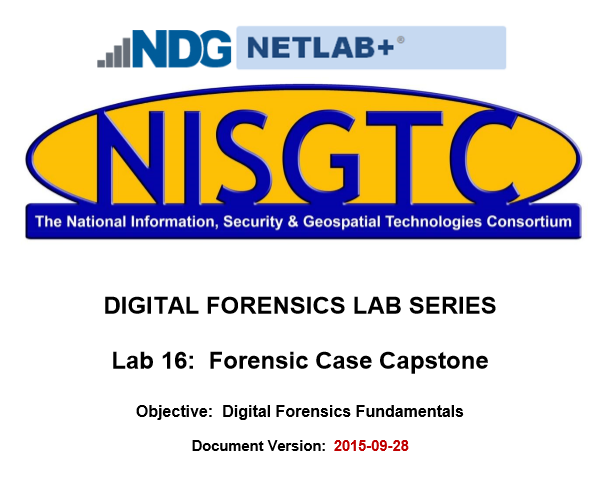 NDG NETLAB+®
NISGTC
The National Information, Security & Geospatial Technologies Consortium
DIGITAL FORENSICS LAB SERIES
Lab 16:  Forensic Case Capstone
Objective:  Digital Forensics Fundamentals
Document Version:  2015-09-28